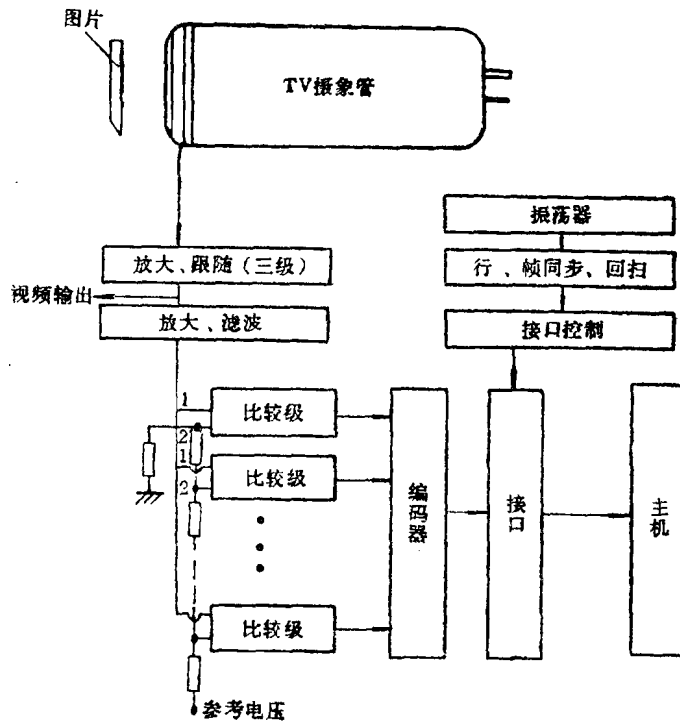 图片
TV摄象管
振荡器
放大、跟随(三级)
行、帧同步、回扫
视频输出
放大、滤波
接口控制
1
比较级
2
1
比较级
2
编码器
接口
主机
比较级
参考电压